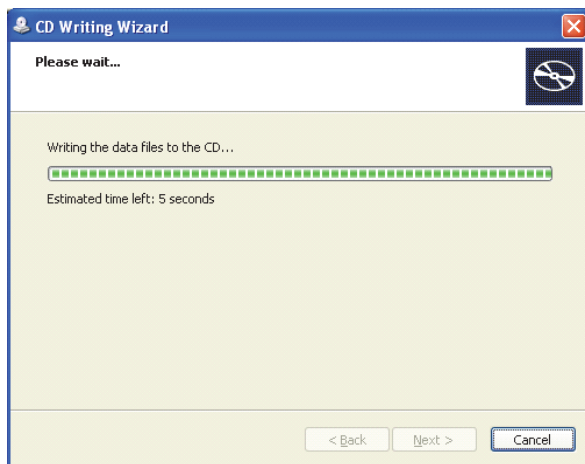 CD Writing Wizard
Please wait...
Writing the data files to the CD...
Estimated time left: 5 seconds
< Back Next > Cancel